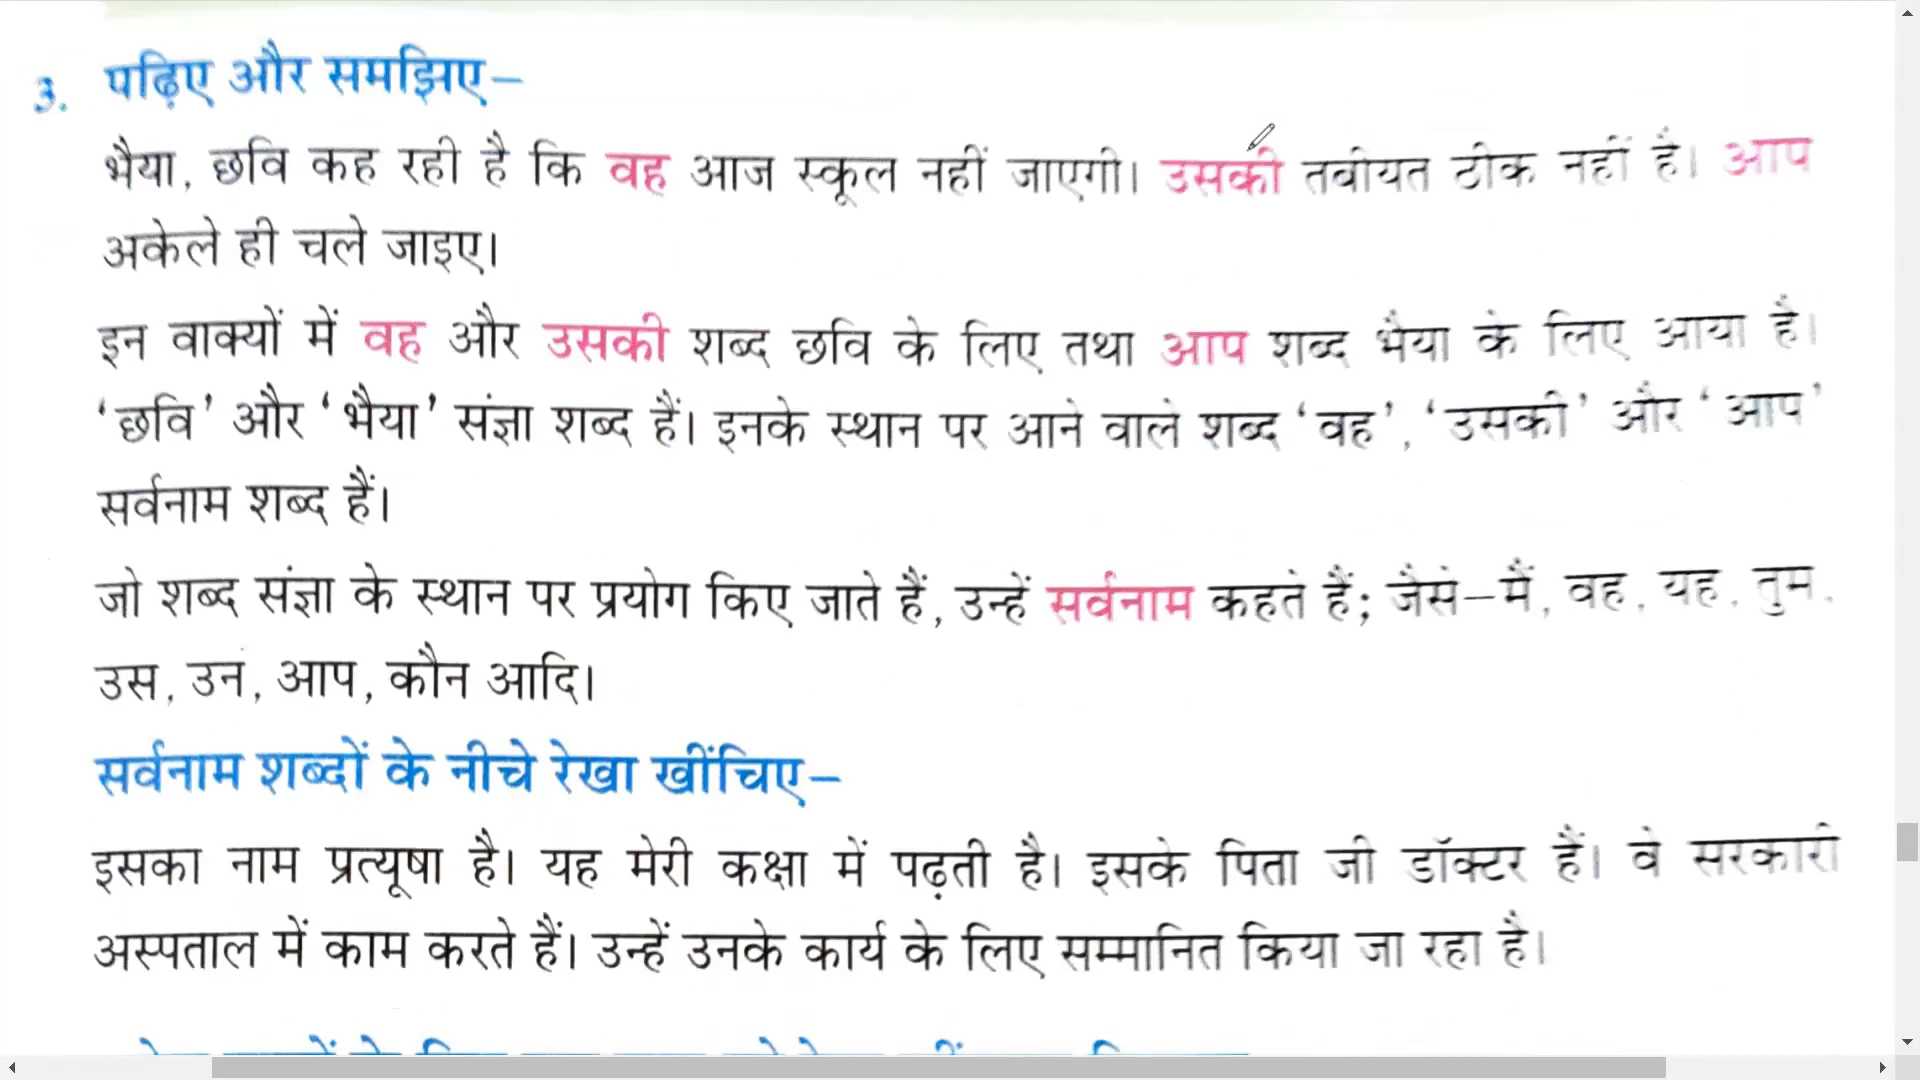 3. पढ़िए और समझिए–
भैया, छवि कह रही है कि वह आज स्कूल नहीं जाएगी। उसकी तबीयत ठीक नहीं है। आप
अकेले ही चले जाइए।
इन वाक्यों में वह और उसकी शब्द छवि के लिए तथा आप शब्द भैया के लिए आया है।
‘छवि’ और ‘भैया’ संज्ञा शब्द हैं। इनके स्थान पर आने वाले शब्द ‘वह’, ‘उसकी’ और ‘आप’
सर्वनाम शब्द हैं।
जो शब्द संज्ञा के स्थान पर प्रयोग किए जाते हैं, उन्हें सर्वनाम कहते हैं; जैसे–मैं, वह, यह, तुम,
उस, उन, आप, कौन आदि।
सर्वनाम शब्दों के नीचे रेखा खींचिए–
इसका नाम प्रत्यूषा है। यह मेरी कक्षा में पढ़ती है। इसके पिता जी डॉक्टर हैं। वे सरकारी
अस्पताल में काम करते हैं। उन्हें उनके कार्य के लिए सम्मानित किया जा रहा है।